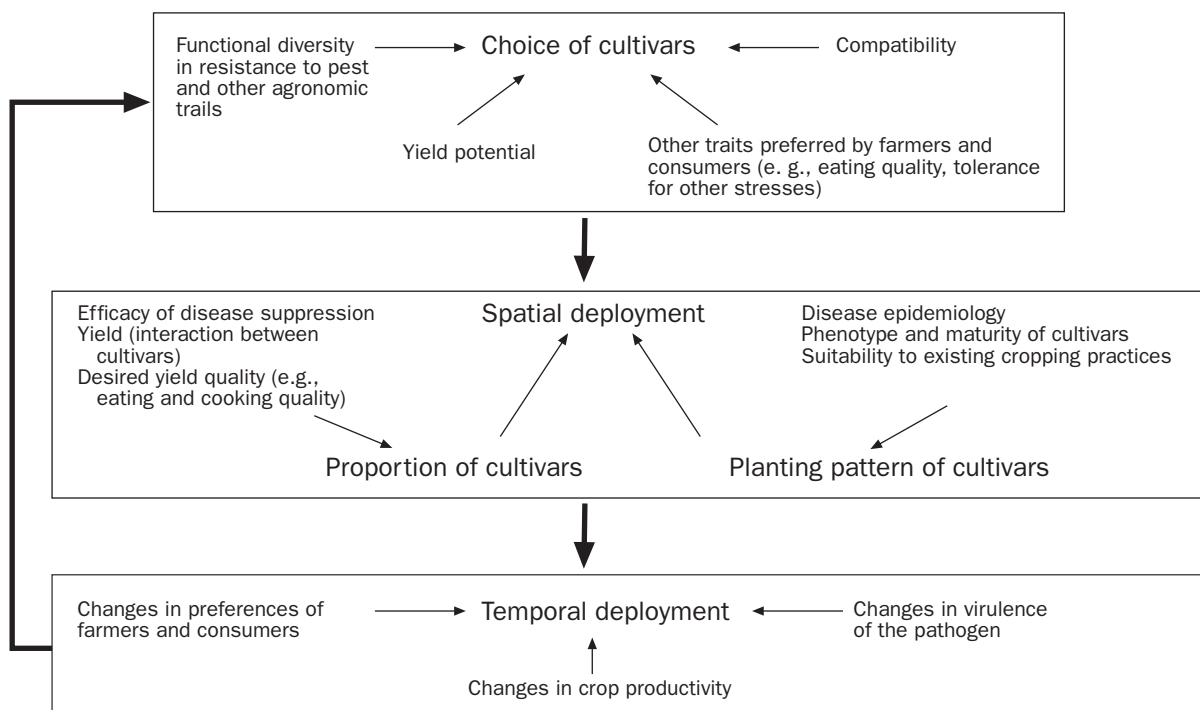 Functional diversity
in resistance to pest
and other agronomic
trails
Choice of cultivars
Compatibility
Yield potential
Other traits preferred by farmers and
consumers (e. g., eating quality, tolerance
for other stresses)
Efficacy of disease suppression
Yield (interaction between
cultivars)
Desired yield quality (e.g.,
eating and cooking quality)
Spatial deployment
Disease epidemiology
Phenotype and maturity of cultivars
Suitability to existing cropping practices
Proportion of cultivars
Planting pattern of cultivars
Changes in preferences of
farmers and consumers
Temporal deployment
Changes in virulence
of the pathogen
Changes in crop productivity